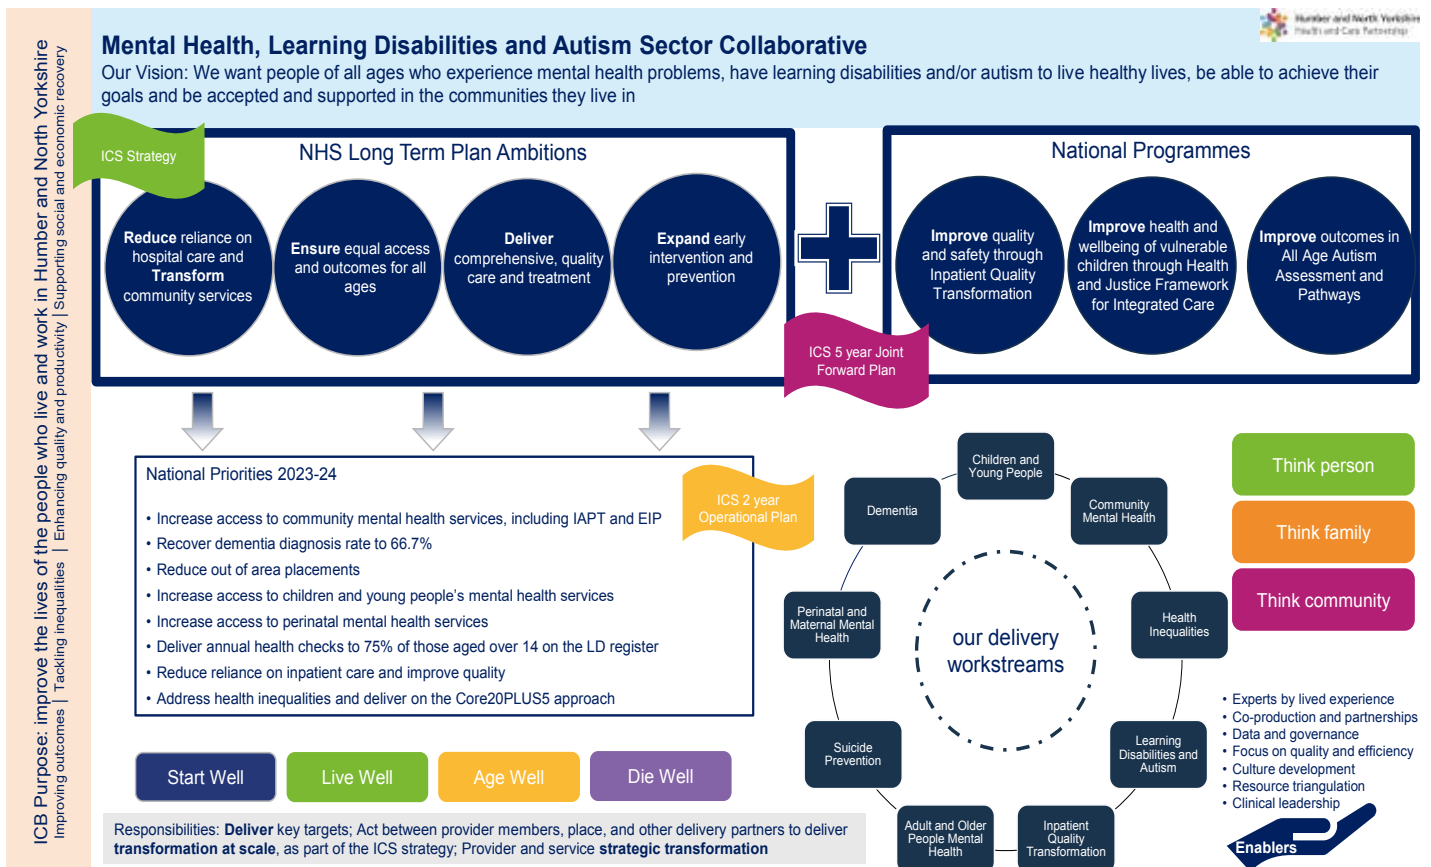 Humber and North Yorkshire
Health and Care Partnership
Mental Health, Learning Disabilities and Autism Sector Collaborative
Our Vision: We want people of all ages who experience mental health problems, have learning disabilities and/or autism to live healthy lives, be able to achieve their
goals and be accepted and supported in the communities they live in
ICB Purpose: improve the lives of the people who live and work in Humber and North Yorkshire
Improving outcomes | Tackling inequalities | Enhancing quality and productivity | Supporting social and economic recovery
ICS Strategy
NHS Long Term Plan Ambitions
Reduce reliance on
hospital care and
Transform
community services
Ensure equal access
and outcomes for all
ages
Deliver
comprehensive, quality
care and treatment
Expand early
intervention and
prevention
National Programmes
Improve quality
and safety through
Inpatient Quality
Transformation
Improve health and
wellbeing of vulnerable
children through Health
and Justice Framework
for Integrated Care
Improve outcomes in
All Age Autism
Assessment and
Pathways
ICS 5 year Joint
Forward Plan
National Priorities 2023-24
• Increase access to community mental health services, including IAPT and EIP
• Recover dementia diagnosis rate to 66.7%
• Reduce out of area placements
• Increase access to children and young people's mental health services
• Increase access to perinatal mental health services
• Deliver annual health checks to 75% of those aged over 14 on the LD register
• Reduce reliance on inpatient care and improve quality
• Address health inequalities and deliver on the Core20PLUS5 approach
ICS 2 year
Operational Plan
Start Well
Live Well
Age Well
Die Well
Responsibilities: Deliver key targets; Act between provider members, place, and other delivery partners to deliver
transformation at scale, as part of the ICS strategy; Provider and service strategic transformation
our delivery
workstreams
Children and
Young People
Community
Mental Health
Health
Inequalities
Learning
Disabilities and
Autism
Inpatient
Quality
Transformation
Adult and Older
People Mental
Health
Suicide
Prevention
Perinatal and
Maternal Mental
Health
Dementia
Think person
Think family
Think community
• Experts by lived experience
• Co-production and partnerships
• Data and governance
• Focus on quality and efficiency
• Culture development
• Resource triangulation
• Clinical leadership
Enablers